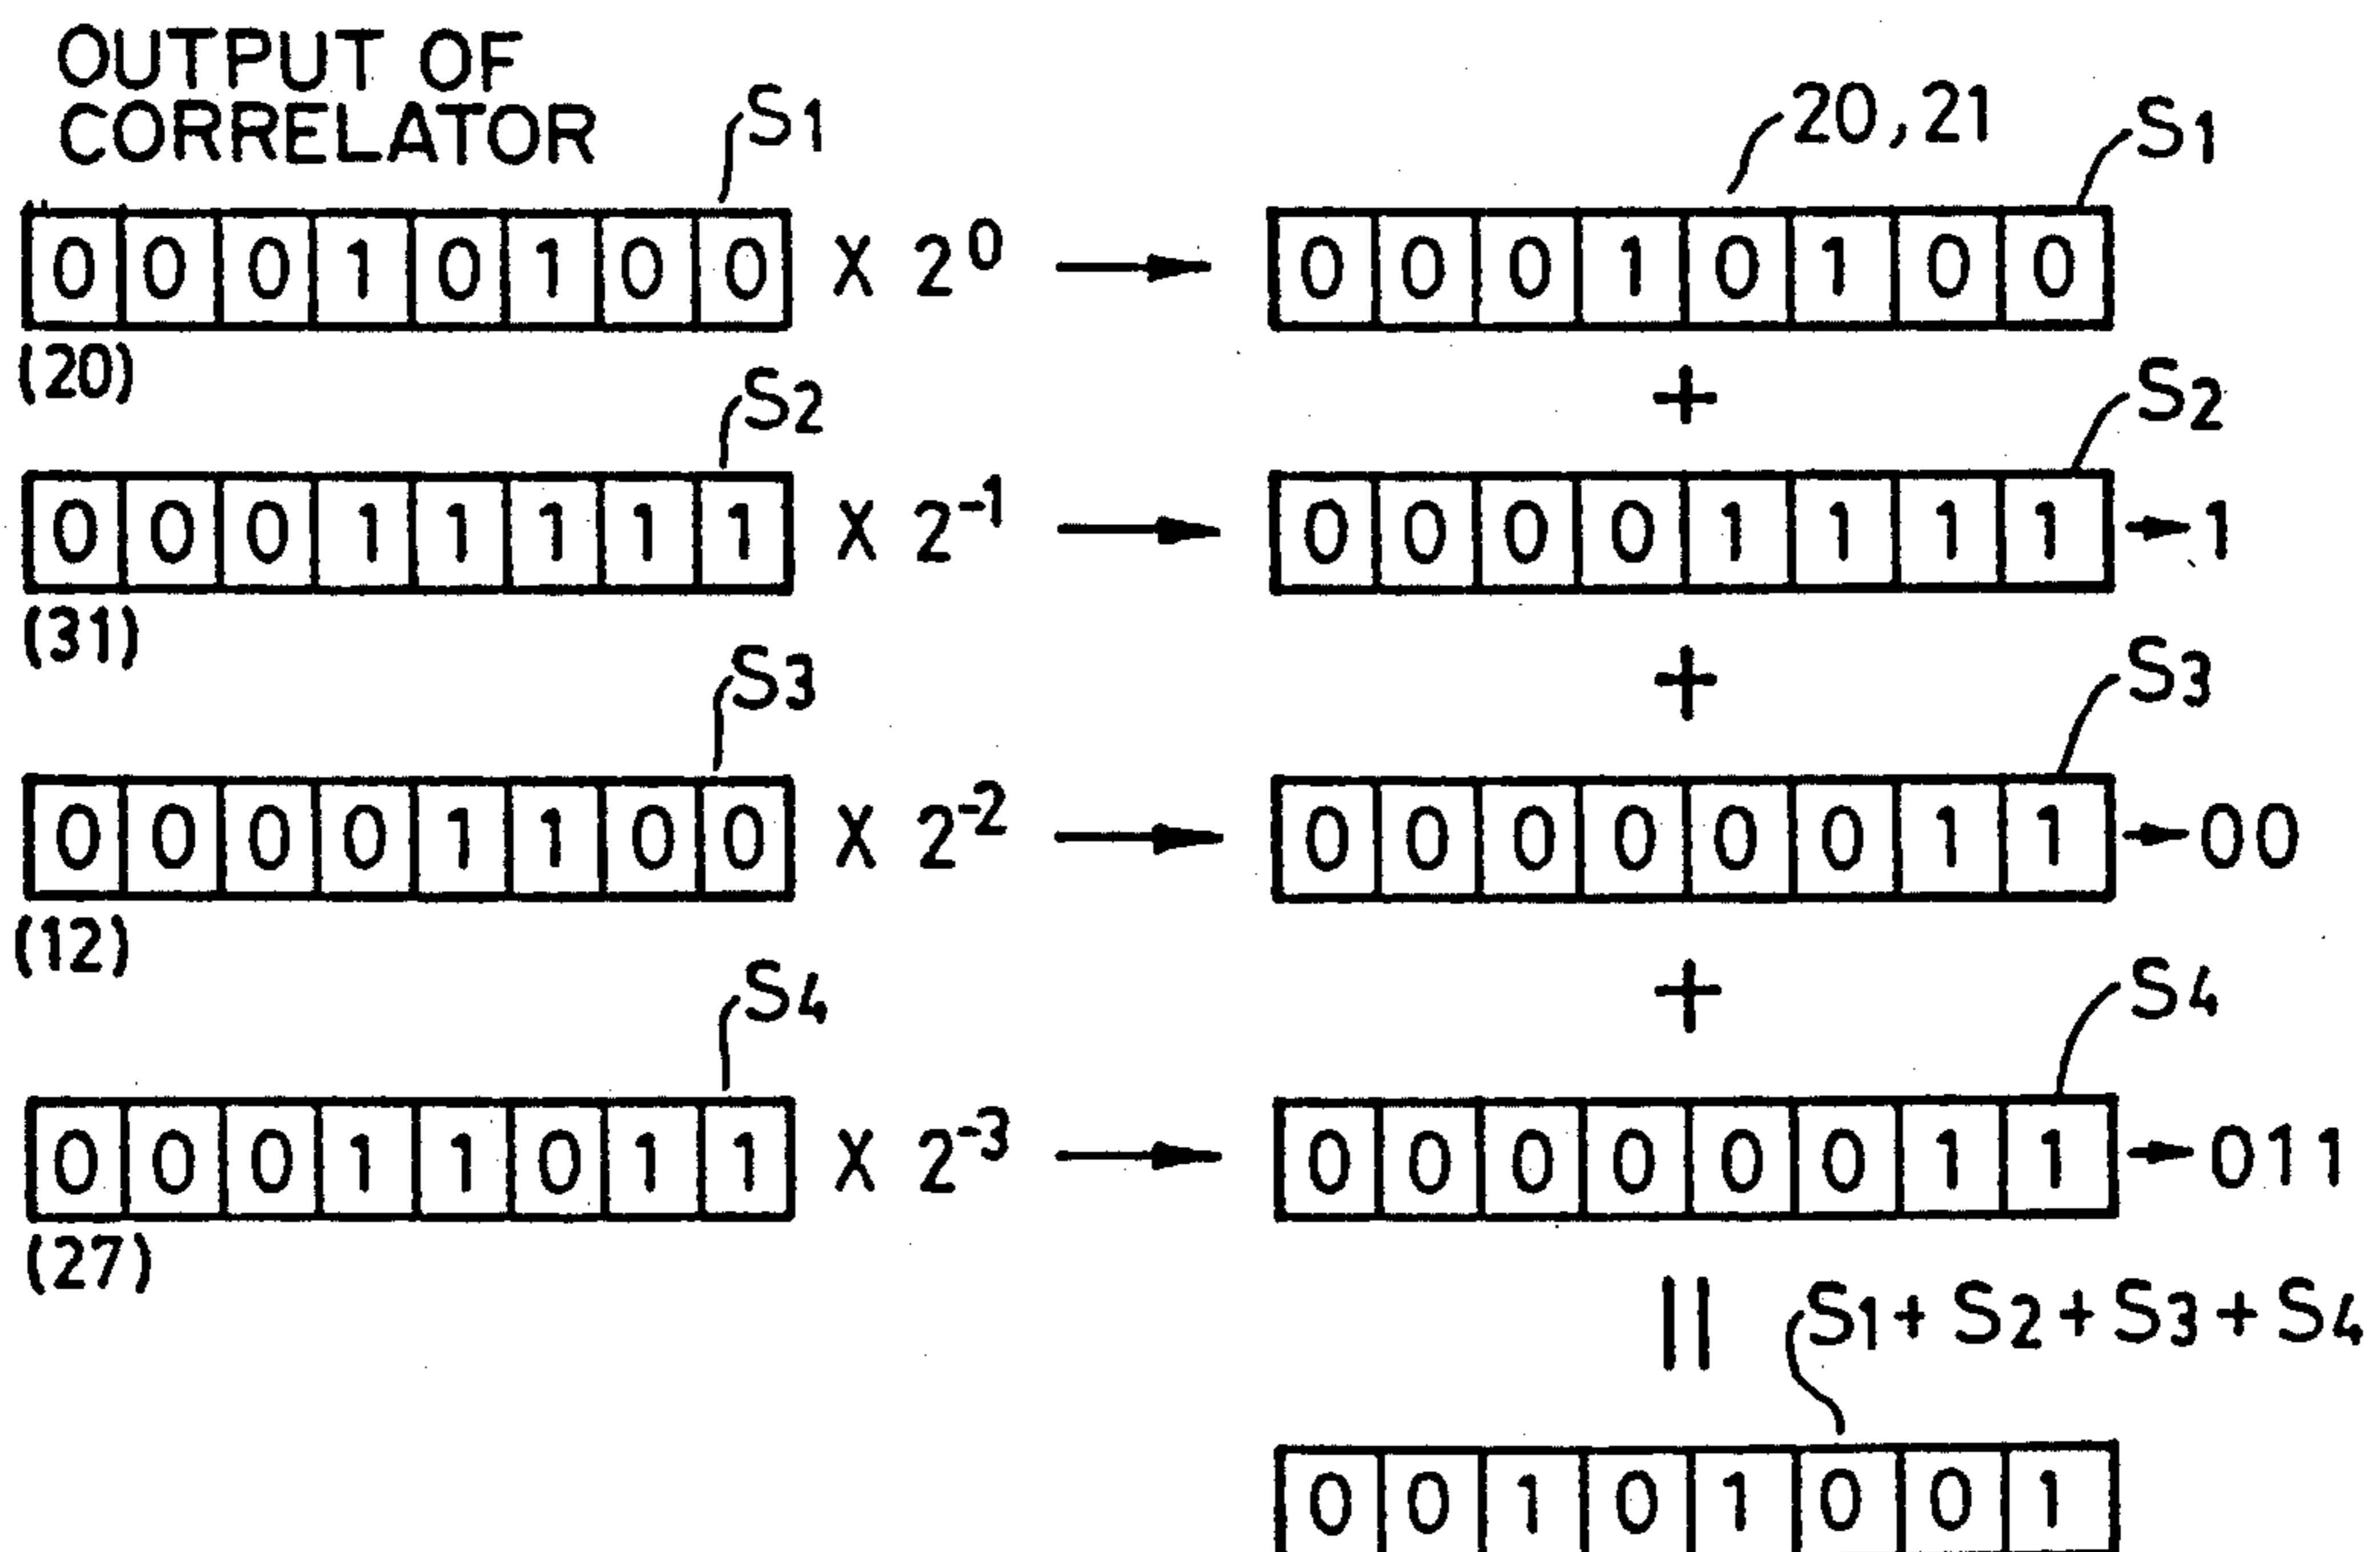 OUTPUT OF
CORRELATOR
S1 20,21 S1
0 0 0 1 0 1 0 0 X 2^0 → 0 0 0 1 0 1 0 0
(20) +
S2 S2
0 0 0 1 1 1 1 1 X 2^-1 → 0 0 0 0 1 1 1 1 → 1
(31) +
S3 S3
0 0 0 0 1 1 0 0 X 2^-2 → 0 0 0 0 0 0 1 1 → 00
(12) +
S4 S4
0 0 0 1 1 0 1 1 X 2^-3 → 0 0 0 0 0 0 1 1 → 011
(27)
|| S1+S2+S3+S4
0 0 1 0 1 0 0 1